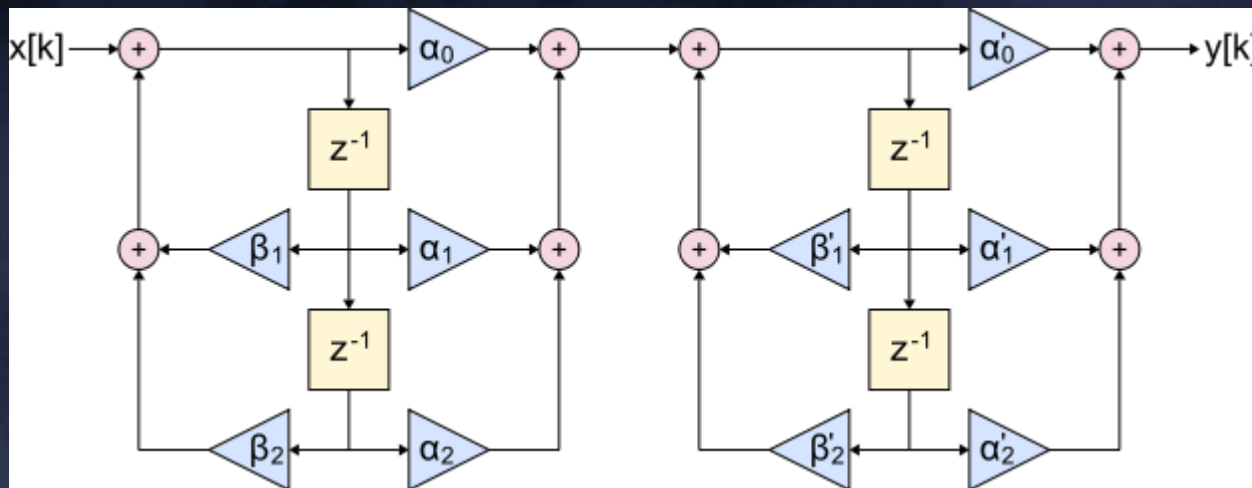 x[k] + α₀ + + α'₀ + y[k]
z⁻¹ z⁻¹
+ β₁ α₁ + + β'₁ α'₁ +
z⁻¹ z⁻¹
β₂ α₂ β'₂ α'₂